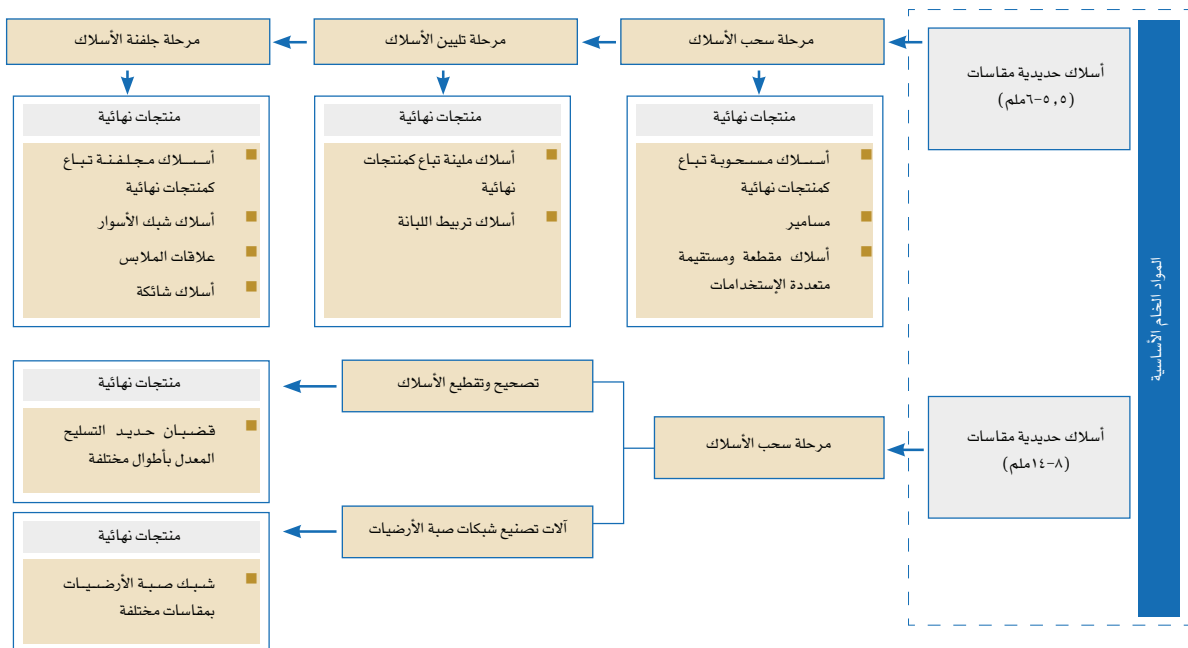 المواد الخام الأساسية
أسلاك حديدية مقاسات
(٥,٥-٦ملم)
مرحلة سحب الأسلاك
مرحلة تليين الأسلاك
مرحلة جلفنة الأسلاك
منتجات نهائية
أسلاك مسحوبة تباع
كمنتجات نهائية
مسامير
أسلاك مقطعة ومستقيمة
متعددة الإستخدامات
منتجات نهائية
أسلاك ملينة تباع كمنتجات
نهائية
أسلاك تربيط اللبانة
منتجات نهائية
أسلاك مجلفنة تباع
كمنتجات نهائية
أسلاك شبك الأسوار
علاقات الملابس
أسلاك شائكة
أسلاك حديدية مقاسات
(٨-١٤ملم)
مرحلة سحب الأسلاك
تصحيح وتقطيع الأسلاك
منتجات نهائية
قضبان حديد التسليح
المعدل بأطوال مختلفة
آلات تصنيع شبكات صبة الأرضيات
منتجات نهائية
شبك صبة الأرضيات
بمقاسات مختلفة